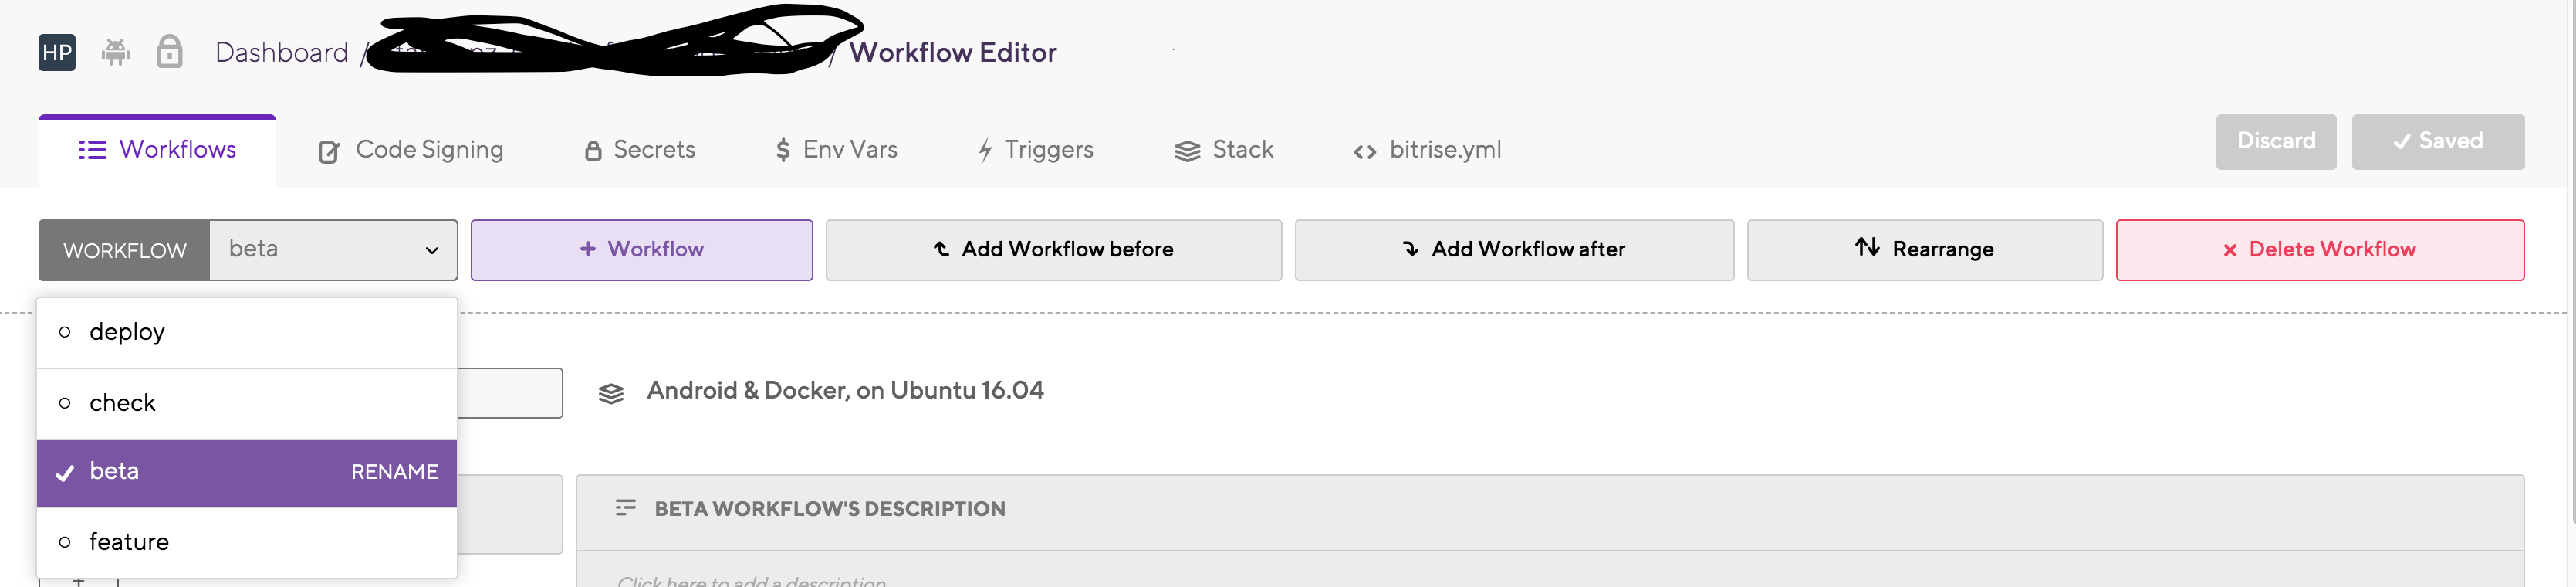 HP Dashboard / / Workflow Editor
Workflows Code Signing Secrets $ Env Vars Triggers Stack <> bitrise.yml Discard ✓ Saved
WORKFLOW beta + Workflow Add Workflow before Add Workflow after Rearrange × Delete Workflow
deploy
Android & Docker, on Ubuntu 16.04
check
✓ beta RENAME
BETA WORKFLOW'S DESCRIPTION
feature
Click here to add a description